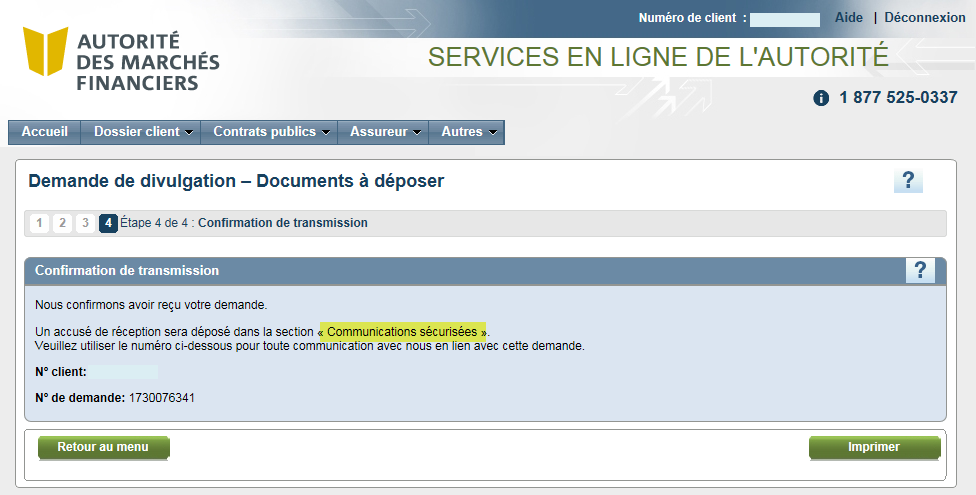 Numéro de client : Aide | Déconnexion
AUTORITÉ
DES MARCHÉS
FINANCIERS
SERVICES EN LIGNE DE L'AUTORITÉ
i 1 877 525-0337
Accueil Dossier client Contrats publics Assureur Autres
Demande de divulgation – Documents à déposer ?
1 2 3 4 Étape 4 de 4 : Confirmation de transmission
Confirmation de transmission ?
Nous confirmons avoir reçu votre demande.
Un accusé de réception sera déposé dans la section « Communications sécurisées ».
Veuillez utiliser le numéro ci-dessous pour toute communication avec nous en lien avec cette demande.
N° client:
N° de demande: 1730076341
Retour au menu Imprimer